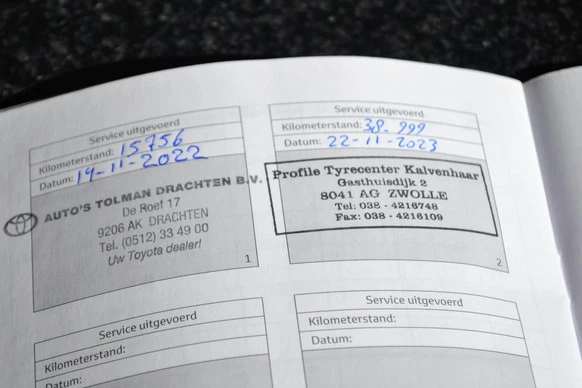 Service uitgevoerd
Kilometerstand: 15756
Datum: 14-11-2022
AUTO'S TOLMAN DRACHTEN B.V.
De Roef 17
9206 AK DRACHTEN
Tel. (0512) 33 49 00
Uw Toyota dealer!
1
Service uitgevoerd
Kilometerstand: 38.999
Datum: 22-11-2023
Profile Tyrecenter Kalvenhaar
Gasthuisdijk 2
8041 AG ZWOLLE
Tel: 038 - 4216748
Fax: 038 - 4216109
2
Service uitgevoerd
Kilometerstand:
Datum:
Service uitgevoerd
Kilometerstand:
Datum: